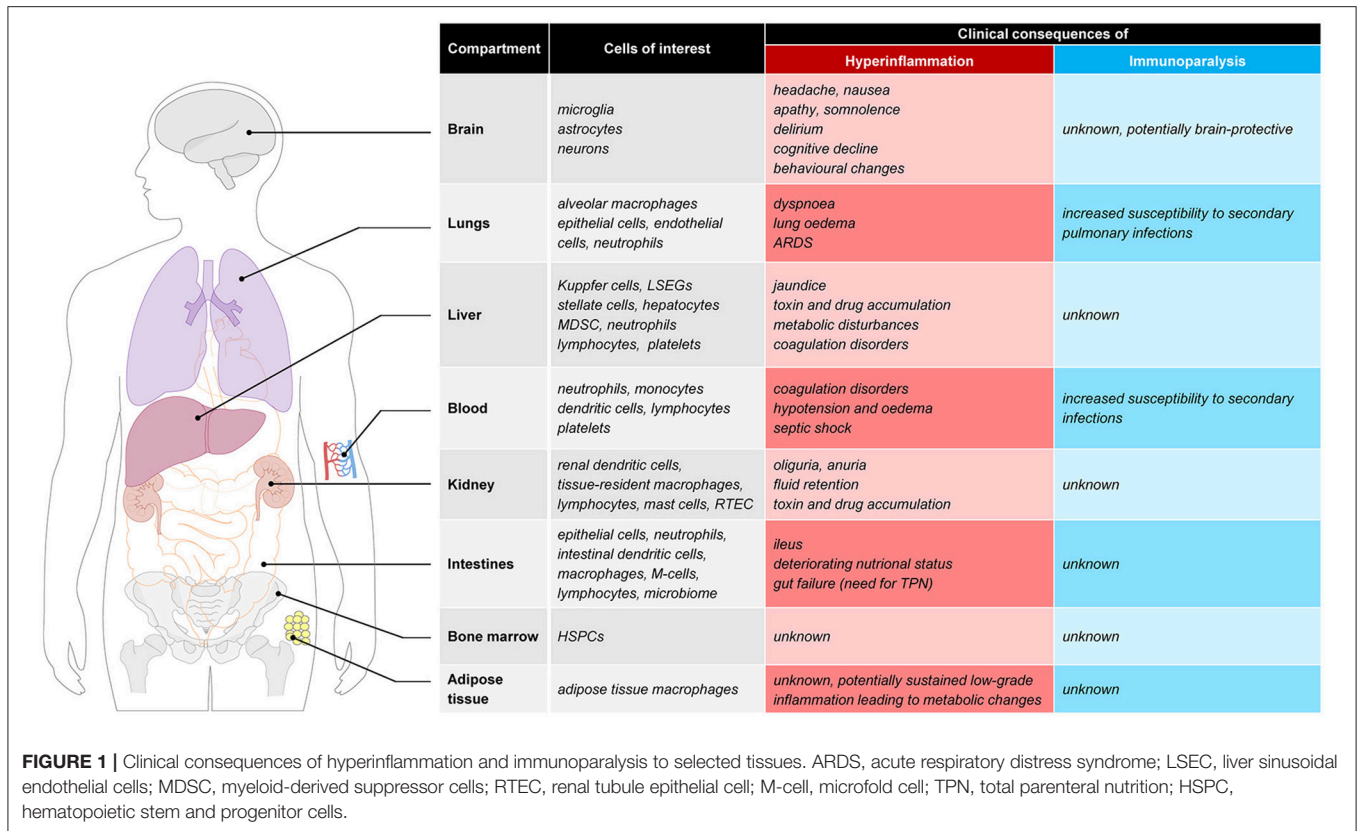 Compartment
Cells of interest
Clinical consequences of
Hyperinflammation
Immunoparalysis
Brain
microglia
astrocytes
neurons
headache, nausea
apathy, somnolence
delirium
cognitive decline
behavioural changes
unknown, potentially brain-protective
Lungs
alveolar macrophages
epithelial cells, endothelial
cells, neutrophils
dyspnoea
lung oedema
ARDS
increased susceptibility to secondary
pulmonary infections
Liver
Kuppfer cells, LSEGs
stellate cells, hepatocytes
MDSC, neutrophils
lymphocytes, platelets
jaundice
toxin and drug accumulation
metabolic disturbances
coagulation disorders
unknown
Blood
neutrophils, monocytes
dendritic cells, lymphocytes
platelets
coagulation disorders
hypotension and oedema
septic shock
increased susceptibility to secondary
infections
Kidney
renal dendritic cells,
tissue-resident macrophages,
lymphocytes, mast cells, RTEC
oliguria, anuria
fluid retention
toxin and drug accumulation
unknown
Intestines
epithelial cells, neutrophils,
intestinal dendritic cells,
macrophages, M-cells,
lymphocytes, microbiome
ileus
deteriorating nutrional status
gut failure (need for TPN)
unknown
Bone marrow
HSPCs
unknown
unknown
Adipose
tissue
adipose tissue macrophages
unknown, potentially sustained low-grade
inflammation leading to metabolic changes
unknown
FIGURE 1 | Clinical consequences of hyperinflammation and immunoparalysis to selected tissues. ARDS, acute respiratory distress syndrome; LSEC, liver sinusoidal
endothelial cells; MDSC, myeloid-derived suppressor cells; RTEC, renal tubule epithelial cell; M-cell, microfold cell; TPN, total parenteral nutrition; HSPC,
hematopoietic stem and progenitor cells.